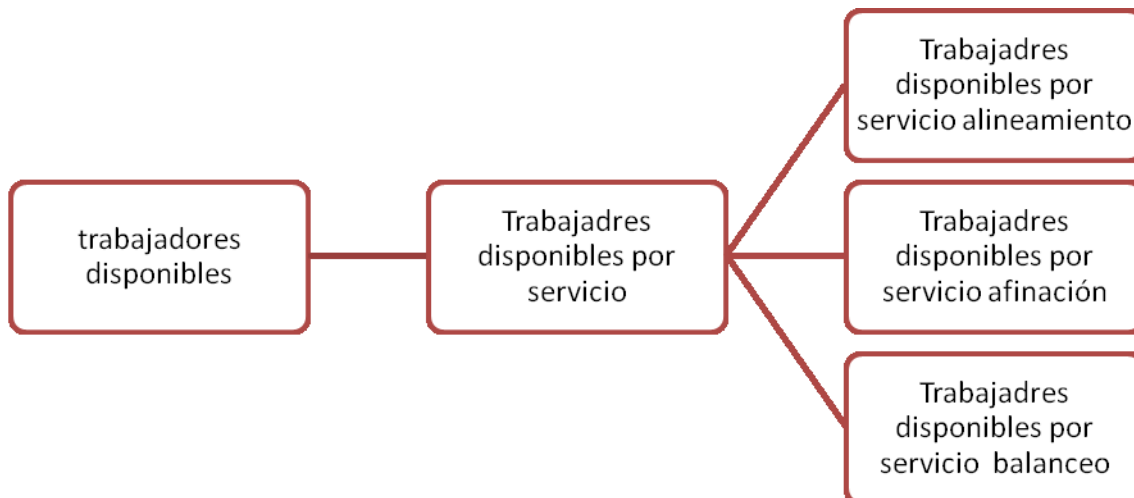 trabajadores
disponibles
Trabajadres
disponibles por
servicio
Trabajadres
disponibles por
servicio alineamiento
Trabajadres
disponibles por
servicio afinación
Trabajadres
disponibles por
servicio  balanceo